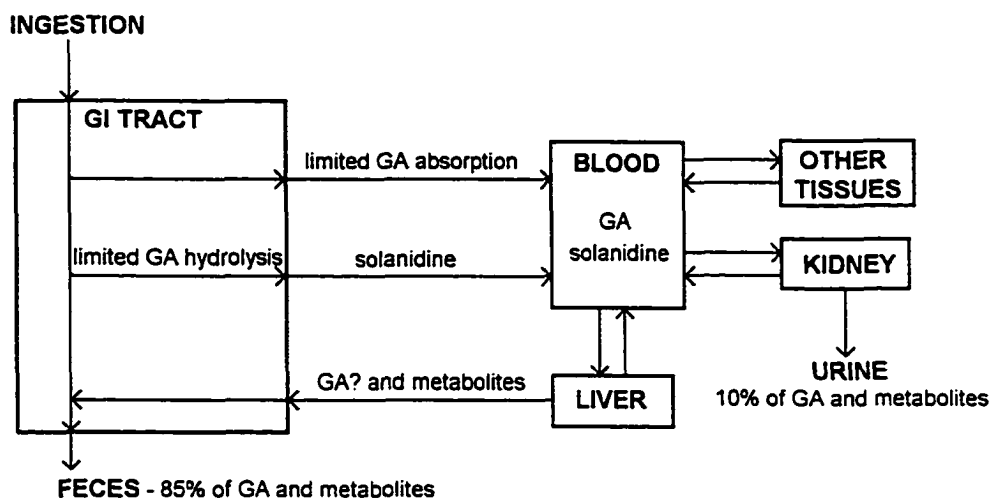 INGESTION
GI TRACT
limited GA absorption
BLOOD
OTHER
TISSUES
GA
solanidine
limited GA hydrolysis
solanidine
KIDNEY
GA? and metabolites
LIVER
URINE
10% of GA and metabolites
FECES - 85% of GA and metabolites